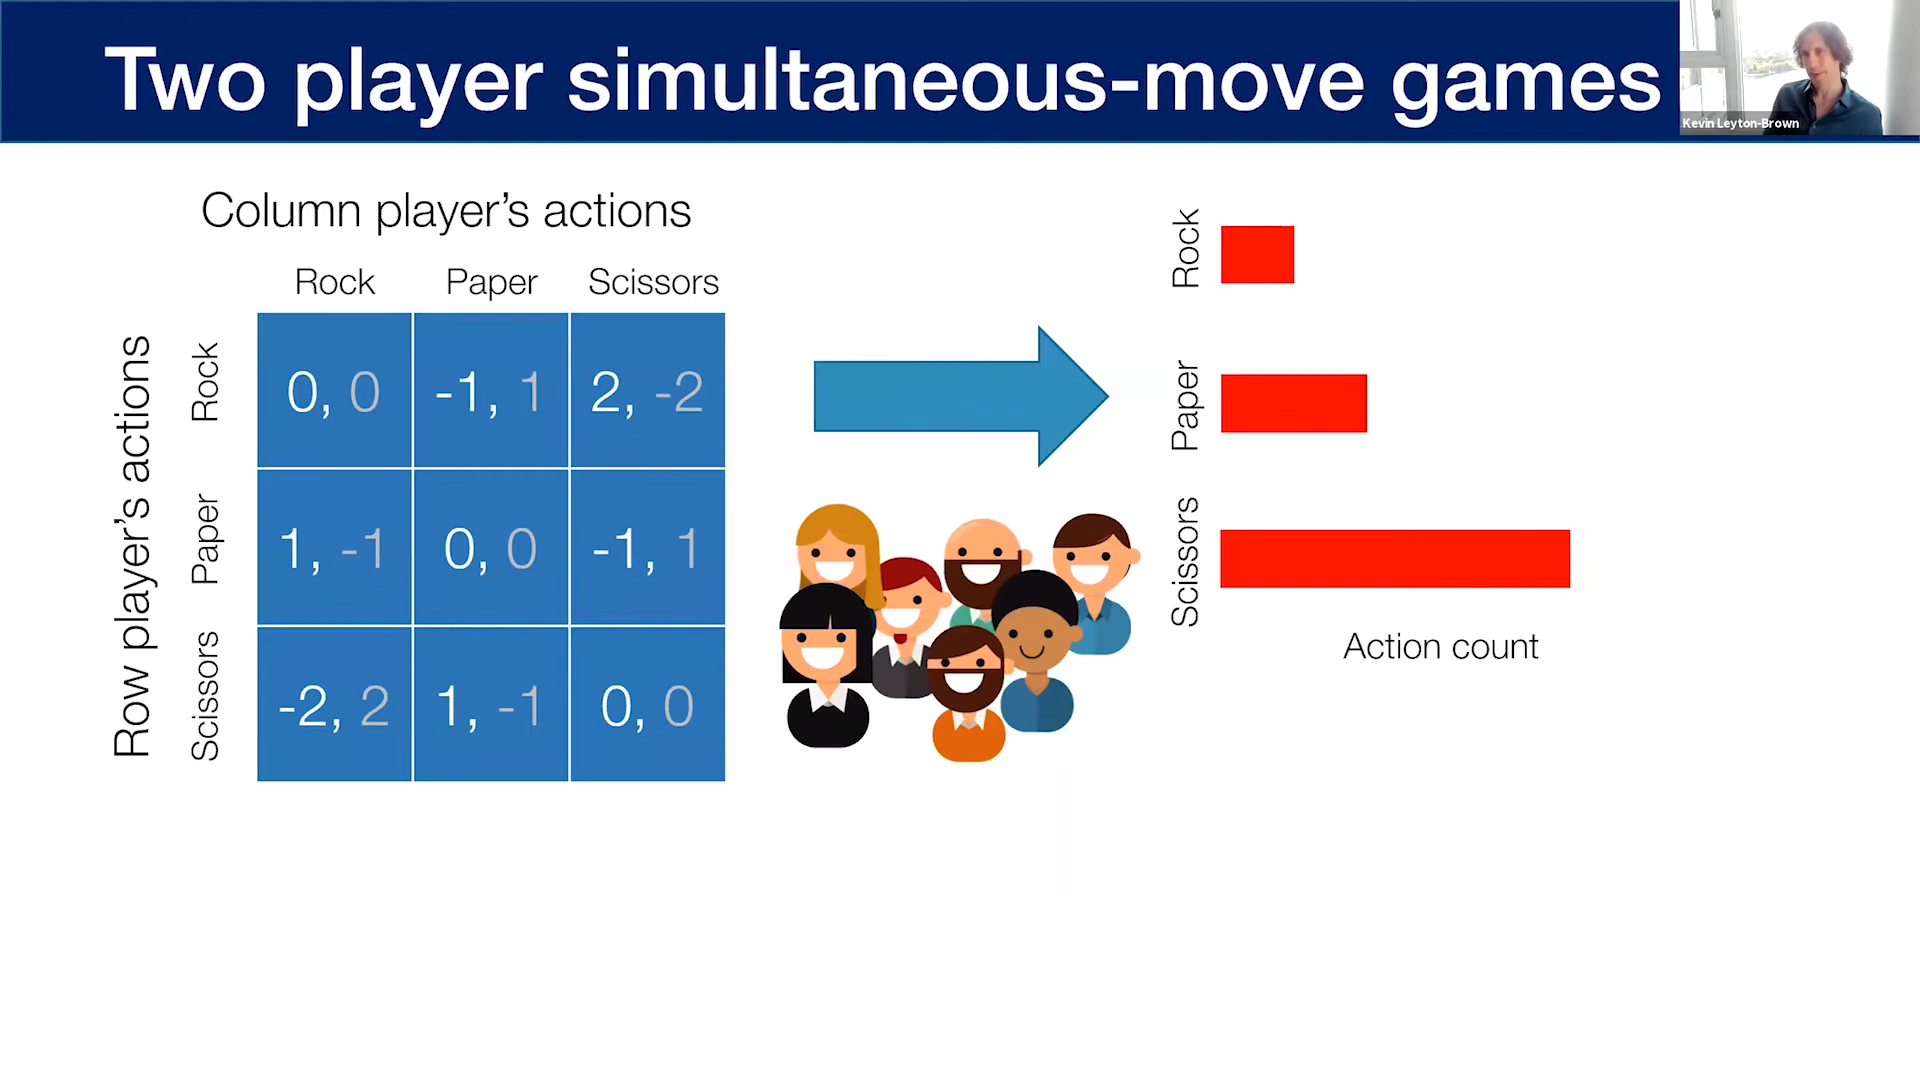 Two player simultaneous-move games
Kevin Leyton-Brown
Column player's actions
Rock Paper Scissors
Row player's actions
Rock
0, 0 -1, 1 2, -2
Paper
1, -1 0, 0 -1, 1
Scissors
-2, 2 1, -1 0, 0
Rock
Paper
Scissors
Action count